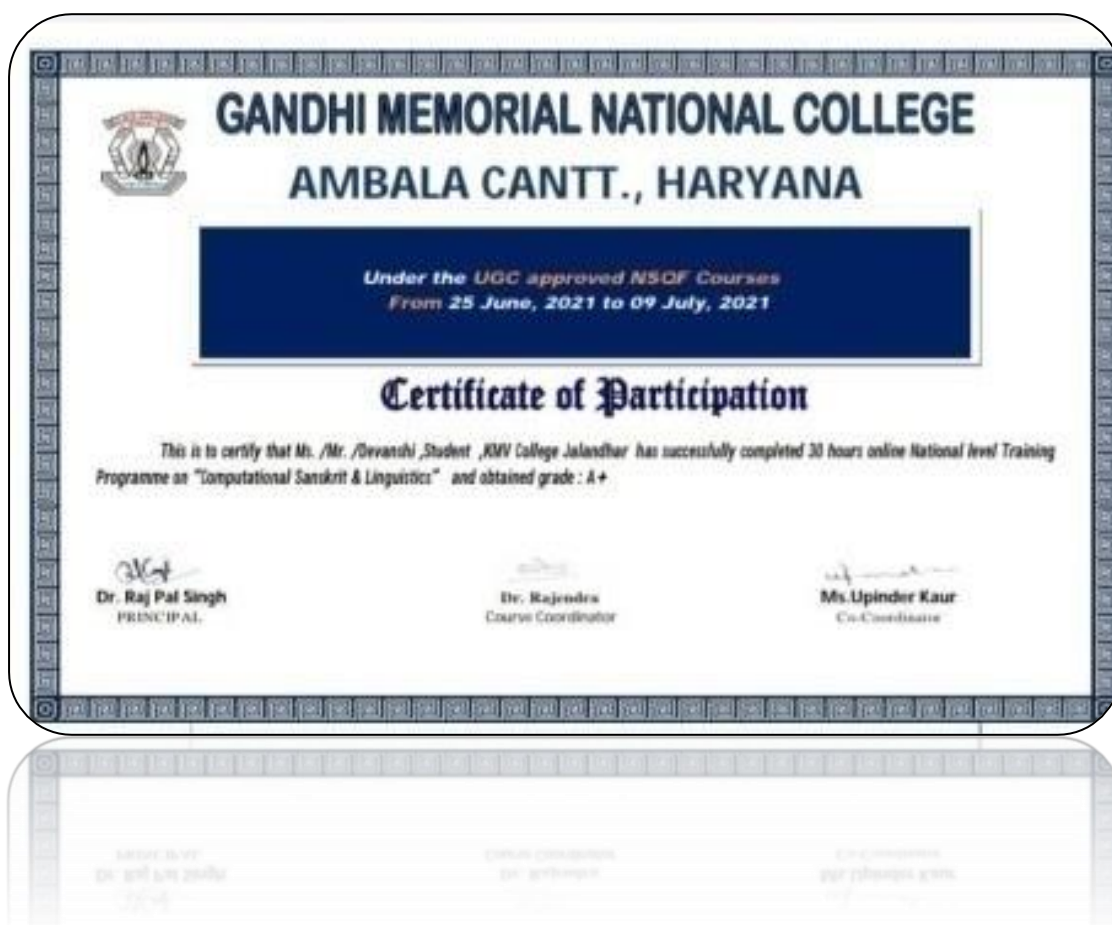 GANDHI MEMORIAL NATIONAL COLLEGE
AMBALA CANTT., HARYANA
Under the UGC approved NSQF Courses
From 25 June, 2021 to 09 July, 2021
Certificate of Participation
This is to certify that Ms. /Mr. /Devanshi ,Student ,KMV College Jalandhar has successfully completed 30 hours online National level Training
Programme on "Computational Sanskrit & Linguistics" and obtained grade : A+
Dr. Raj Pal Singh
PRINCIPAL
Dr. Rajendra
Course Coordinator
Ms.Upinder Kaur
Co-Coordinator